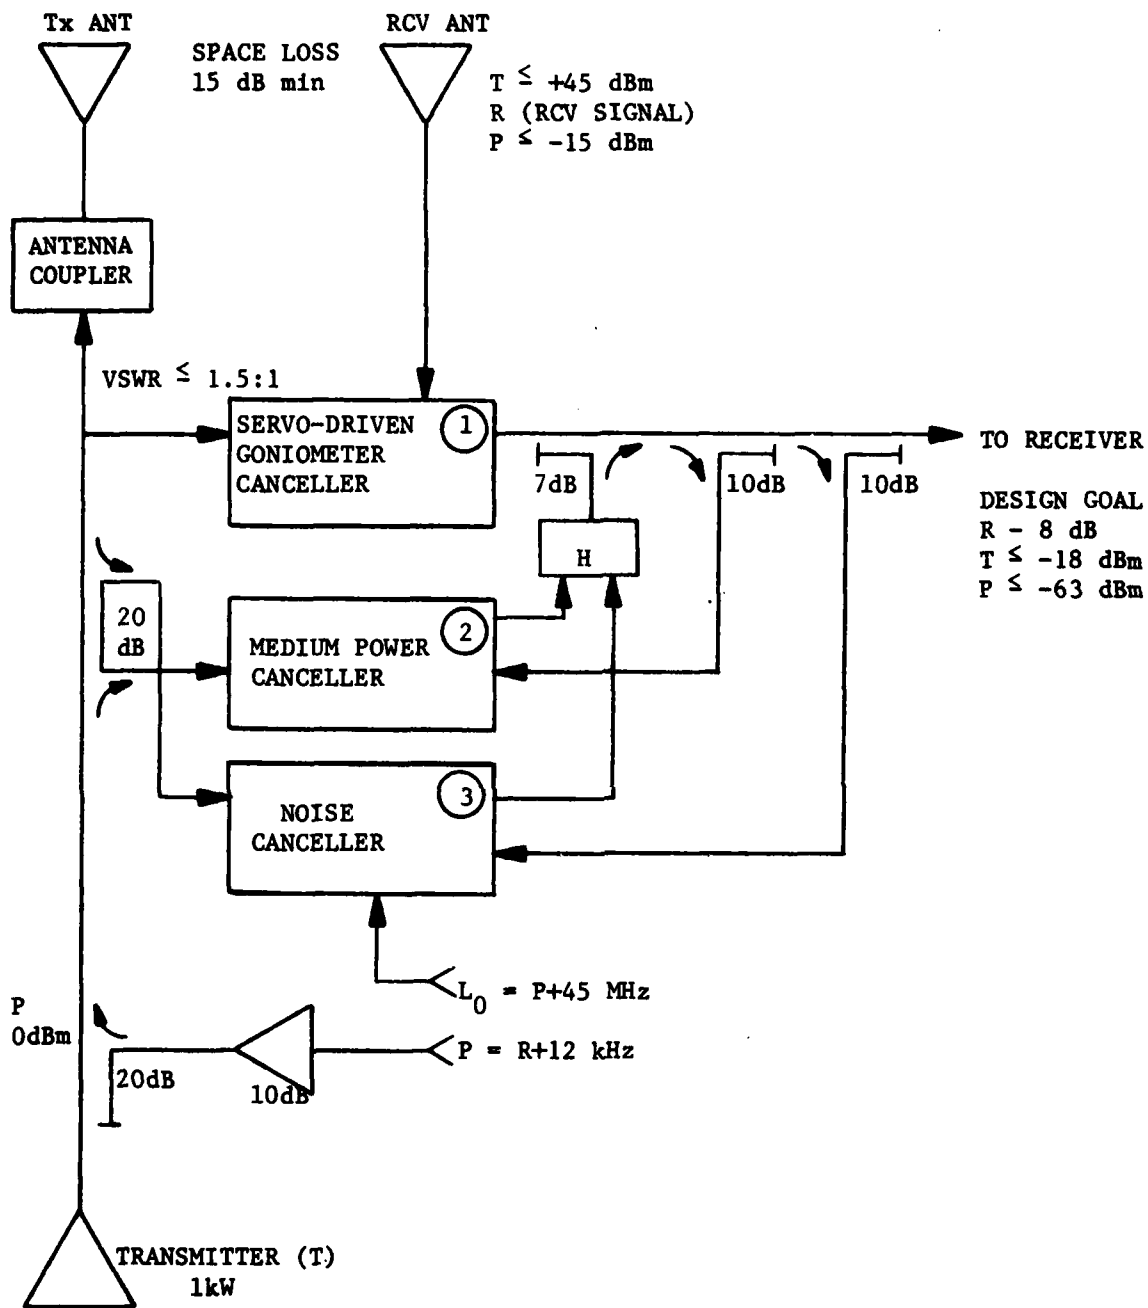 Tx ANT
RCV ANT
SPACE LOSS
15 dB min
T ≤ +45 dBm
R (RCV SIGNAL)
P ≤ -15 dBm
ANTENNA
COUPLER
VSWR ≤ 1.5:1
SERVO-DRIVEN
GONIOMETER
CANCELLER
1
TO RECEIVER
7dB
10dB
10dB
DESIGN GOAL
R - 8 dB
T ≤ -18 dBm
P ≤ -63 dBm
H
20
dB
MEDIUM POWER
CANCELLER
2
NOISE
CANCELLER
3
L0 = P+45 MHz
P
0dBm
P = R+12 kHz
20dB
10dB
TRANSMITTER (T)
1kW